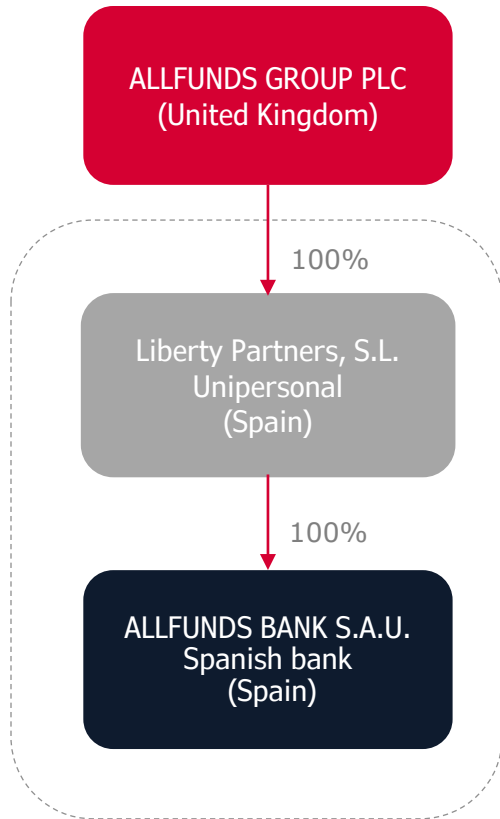 ALLFUNDS GROUP PLC
(United Kingdom)
100%
Liberty Partners, S.L.
Unipersonal
(Spain)
100%
ALLFUNDS BANK S.A.U.
Spanish bank
(Spain)